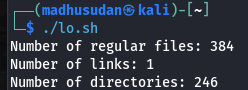 ┌──(madhusudan㉿kali)-[~]
└─$ ./lo.sh
Number of regular files: 384
Number of links: 1
Number of directories: 246